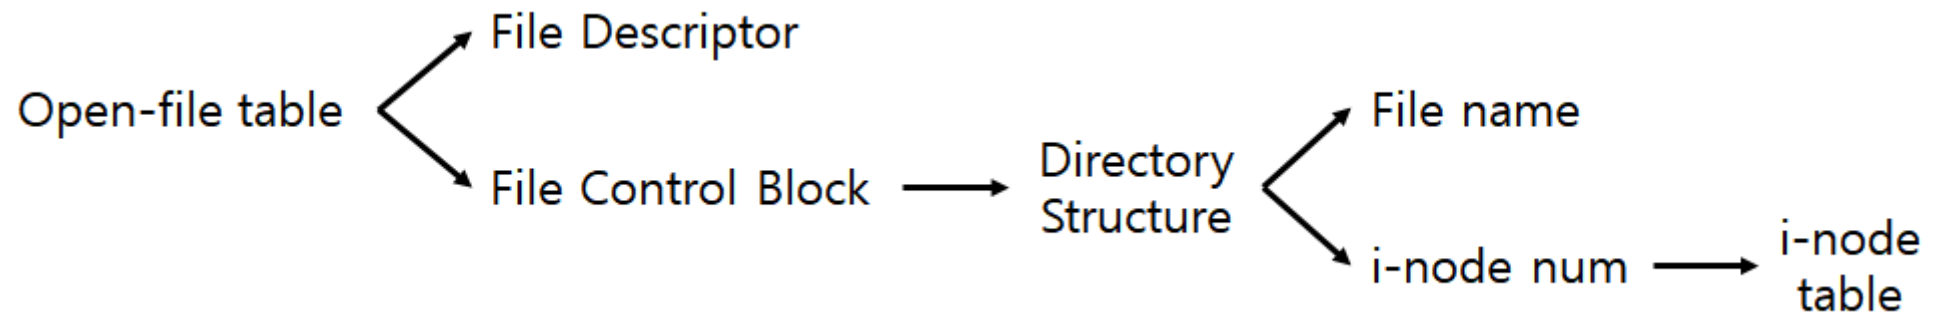 File Descriptor
Open-file table
File Control Block
Directory
Structure
File name
i-node num
i-node
table